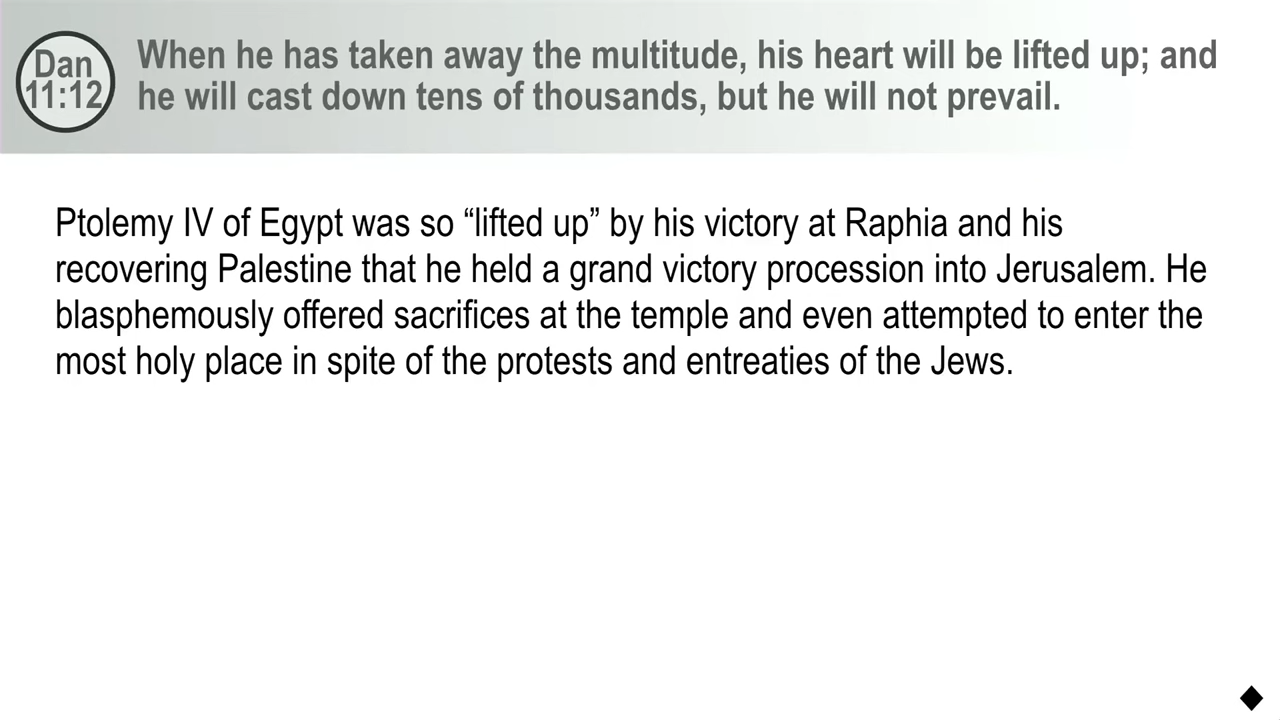 Dan
11:12
When he has taken away the multitude, his heart will be lifted up; and
he will cast down tens of thousands, but he will not prevail.
Ptolemy IV of Egypt was so “lifted up” by his victory at Raphia and his
recovering Palestine that he held a grand victory procession into Jerusalem. He
blasphemously offered sacrifices at the temple and even attempted to enter the
most holy place in spite of the protests and entreaties of the Jews.